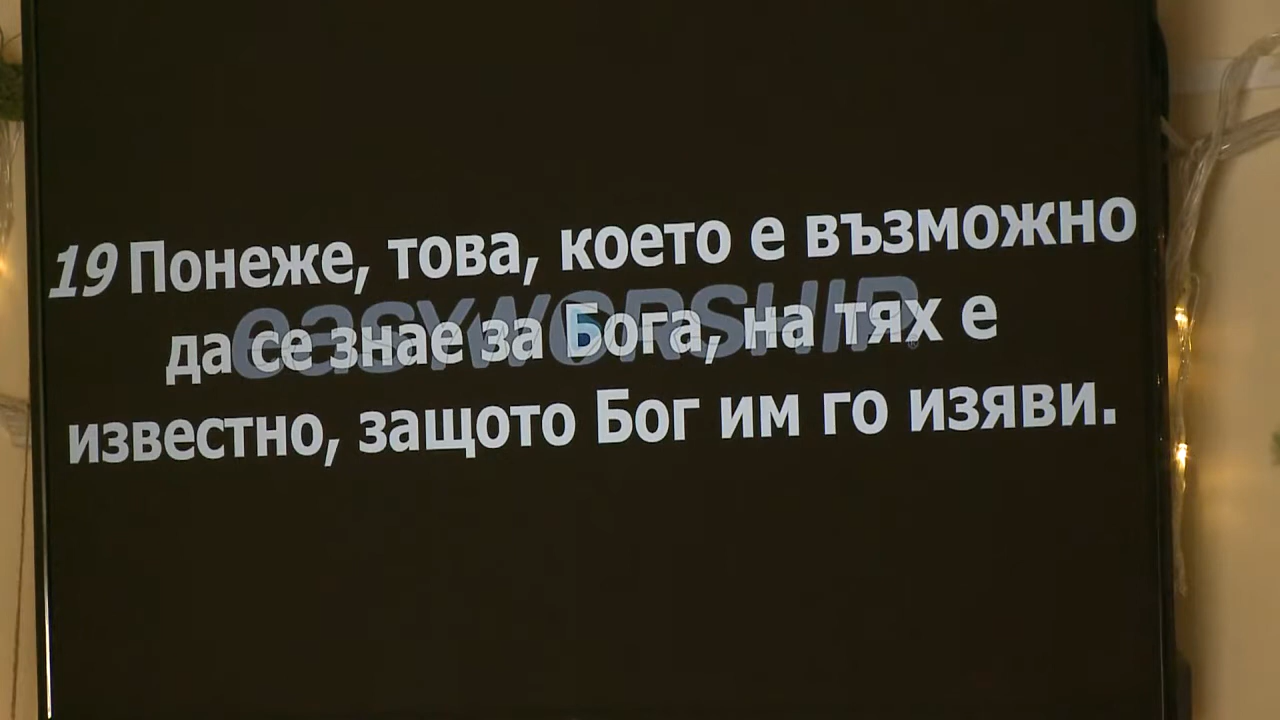 19 Понеже, това, което е възможно
да се знае за Бога, на тях е
easyworship
известно, защото Бог им го изяви.